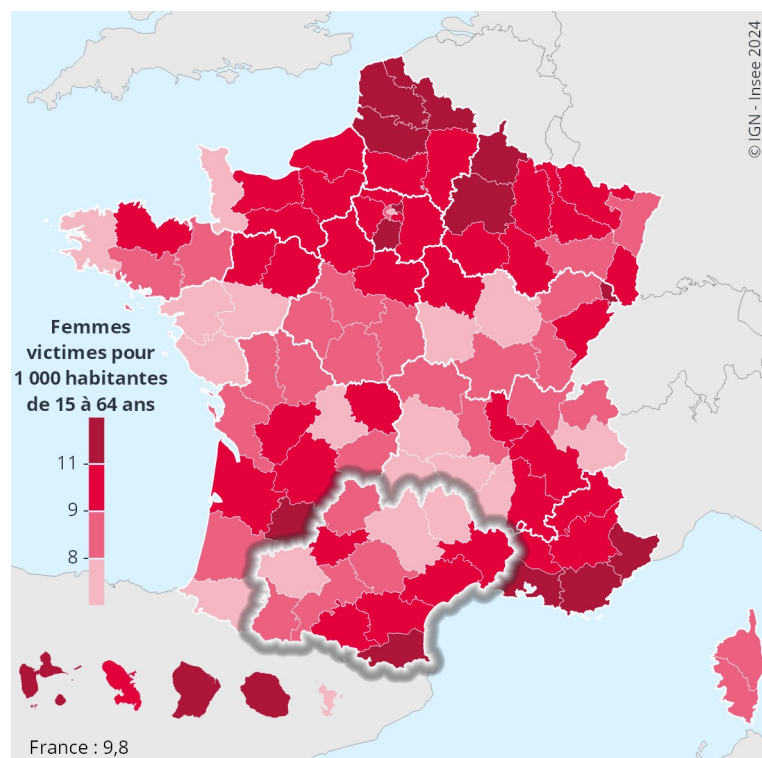 © IGN - Insee 2024
Femmes
victimes pour
1 000 habitantes
de 15 à 64 ans
11
9
8
France : 9,8